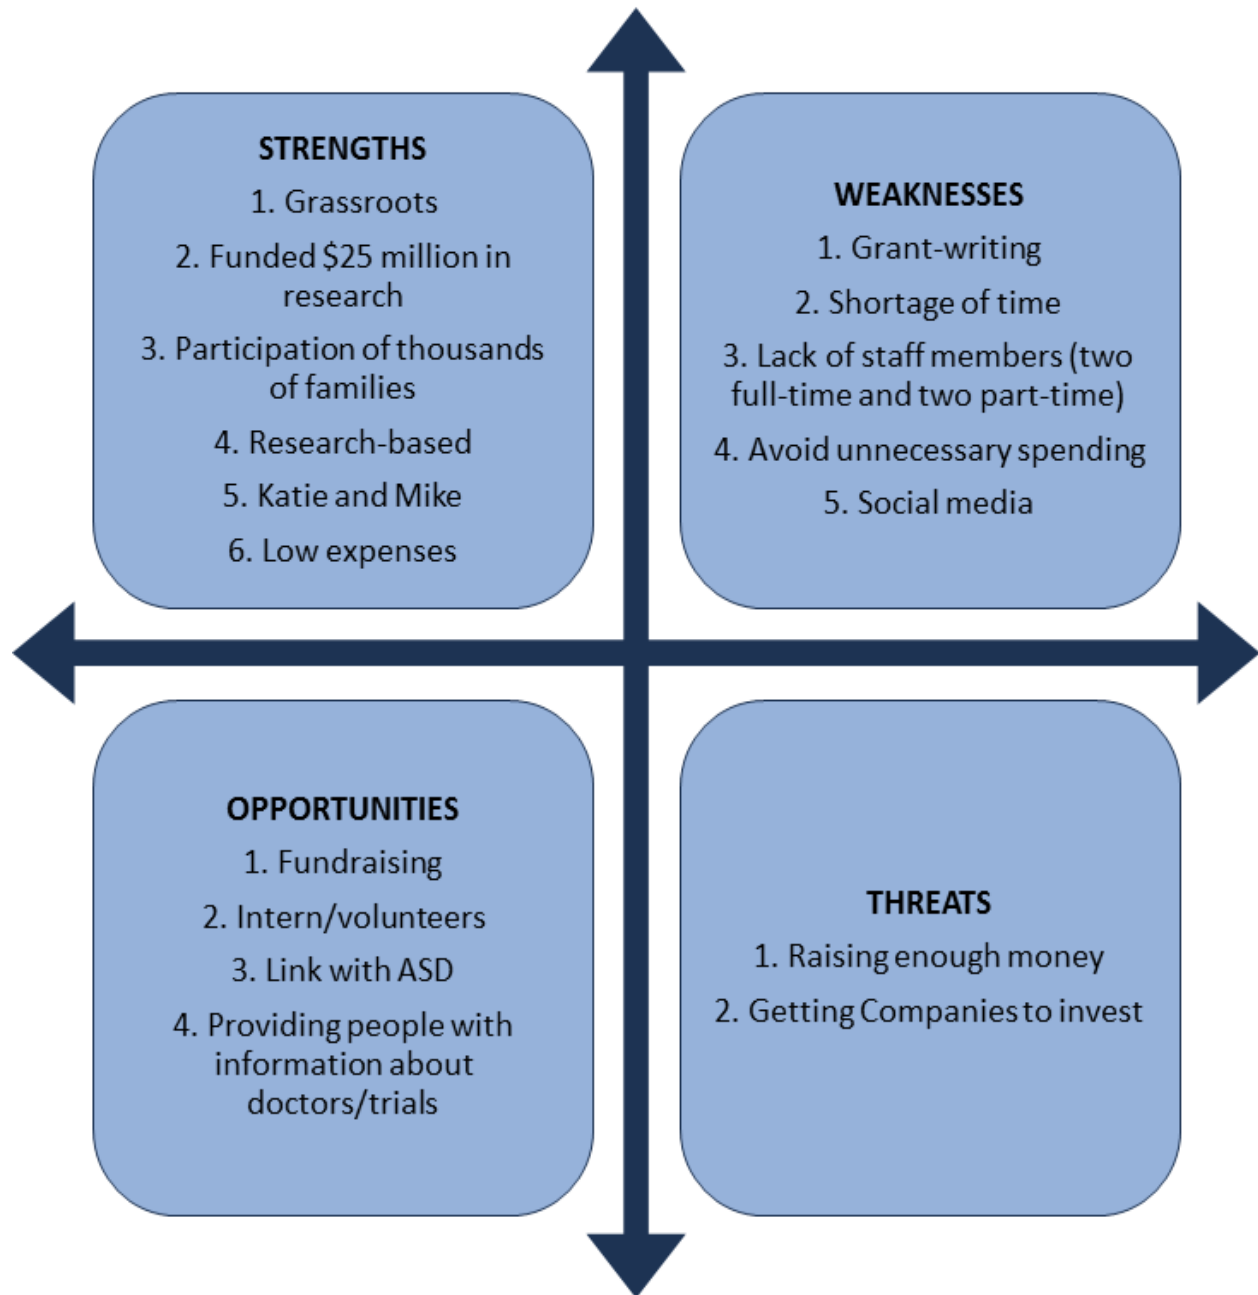 STRENGTHS
1. Grassroots
2. Funded $25 million in
research
3. Participation of thousands
of families
4. Research-based
5. Katie and Mike
6. Low expenses
WEAKNESSES
1. Grant-writing
2. Shortage of time
3. Lack of staff members (two
full-time and two part-time)
4. Avoid unnecessary spending
5. Social media
OPPORTUNITIES
1. Fundraising
2. Intern/volunteers
3. Link with ASD
4. Providing people with
information about
doctors/trials
THREATS
1. Raising enough money
2. Getting Companies to invest